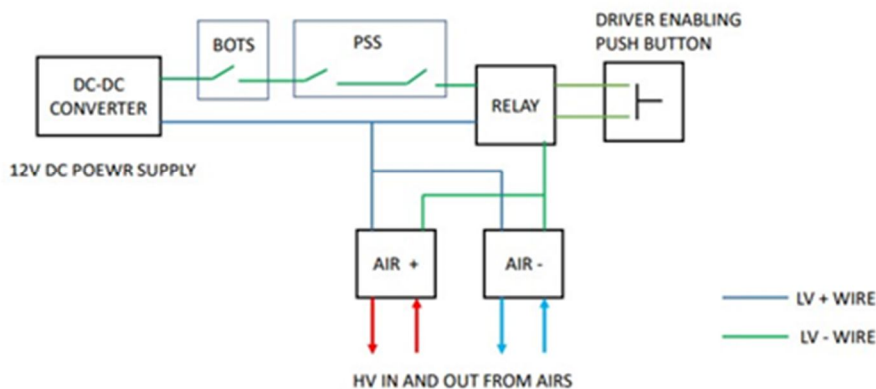 DRIVER ENABLING
PUSH BUTTON
BOTS
PSS
DC-DC
CONVERTER
RELAY
12V DC POEWR SUPPLY
AIR +
AIR -
LV + WIRE
LV - WIRE
HV IN AND OUT FROM AIRS